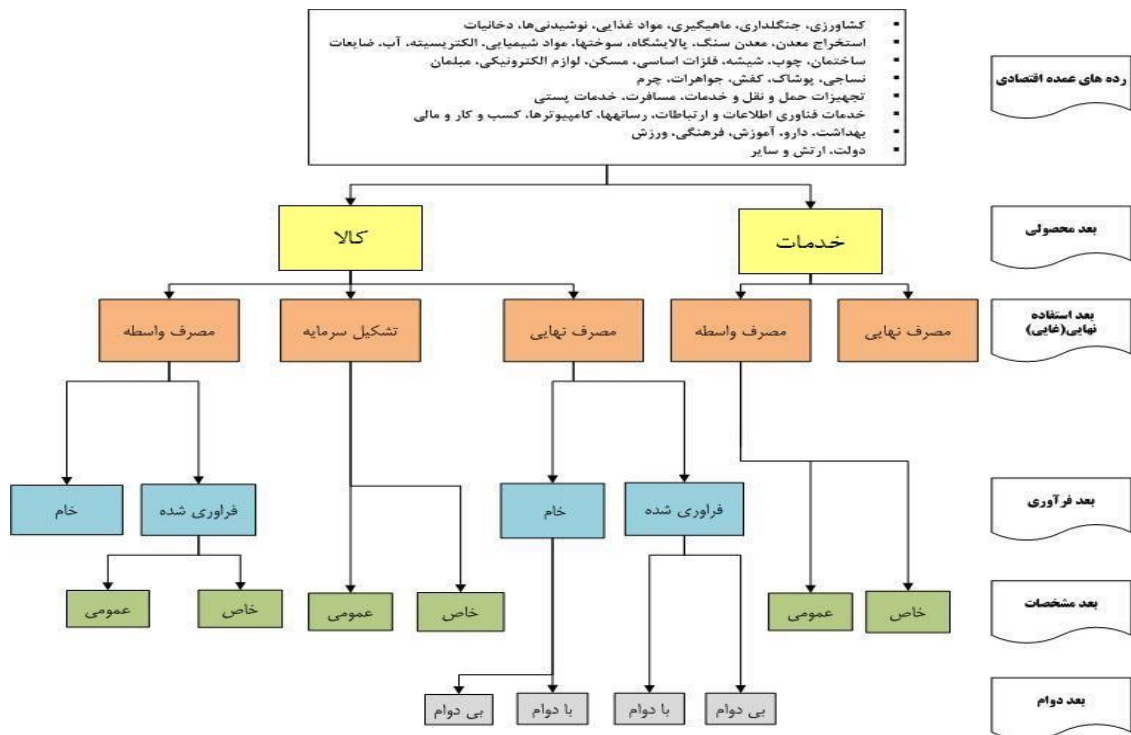 کشاورزی، جنگلداری، ماهیگیری، مواد غذایی، نوشیدنی‌ها، دخانیات
استخراج معدن، معدن سنگ، پالایشگاه، سوختها، مواد شیمیایی، الکتریسیته، آب، ضایعات
ساختمان، چوب، شیشه، فلزات اساسی، مسکن، لوازم الکترونیکی، مبلمان
نساجی، پوشاک، کفش، جواهرات، چرم
تجهیزات حمل و نقل و خدمات، مسافرت، خدمات پستی
خدمات فناوری اطلاعات و ارتباطات، رسانهها، کامپیوترها، کسب و کار و مالی
بهداشت، دارو، آموزش، فرهنگی، ورزش
دولت، ارتش و سایر
رده های عمده اقتصادی
بعد محصولی
خدمات
کالا
بعد استفاده
نهایی(غایی)
مصرف نهایی
مصرف واسطه
مصرف نهایی
تشکیل سرمایه
مصرف واسطه
بعد فرآوری
فراوری شده
خام
فراوری شده
خام
بعد مشخصات
خاص
عمومی
خاص
عمومی
خاص
عمومی
بعد دوام
بی دوام
با دوام
با دوام
بی دوام